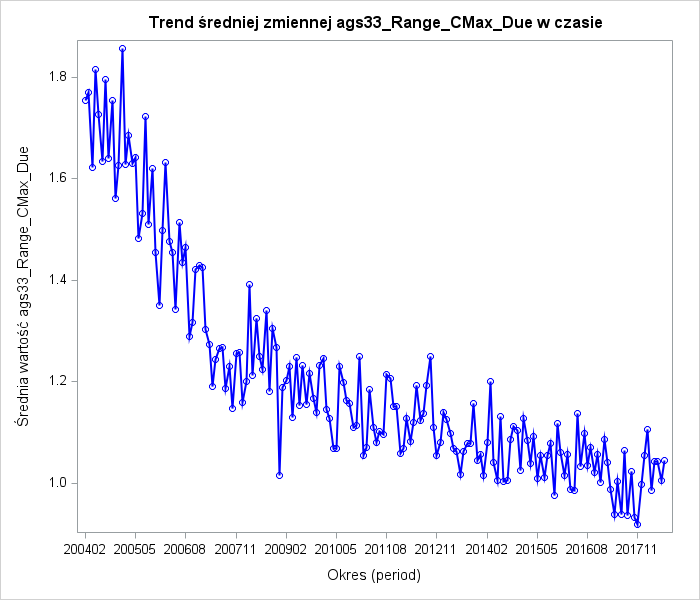 Trend średniej zmiennej ags33_Range_CMax_Due w czasie
Średnia wartość ags33_Range_CMax_Due
1.8
1.6
1.4
1.2
1.0
200402 200505 200608 200711 200902 201005 201108 201211 201402 201505 201608 201711
Okres (period)